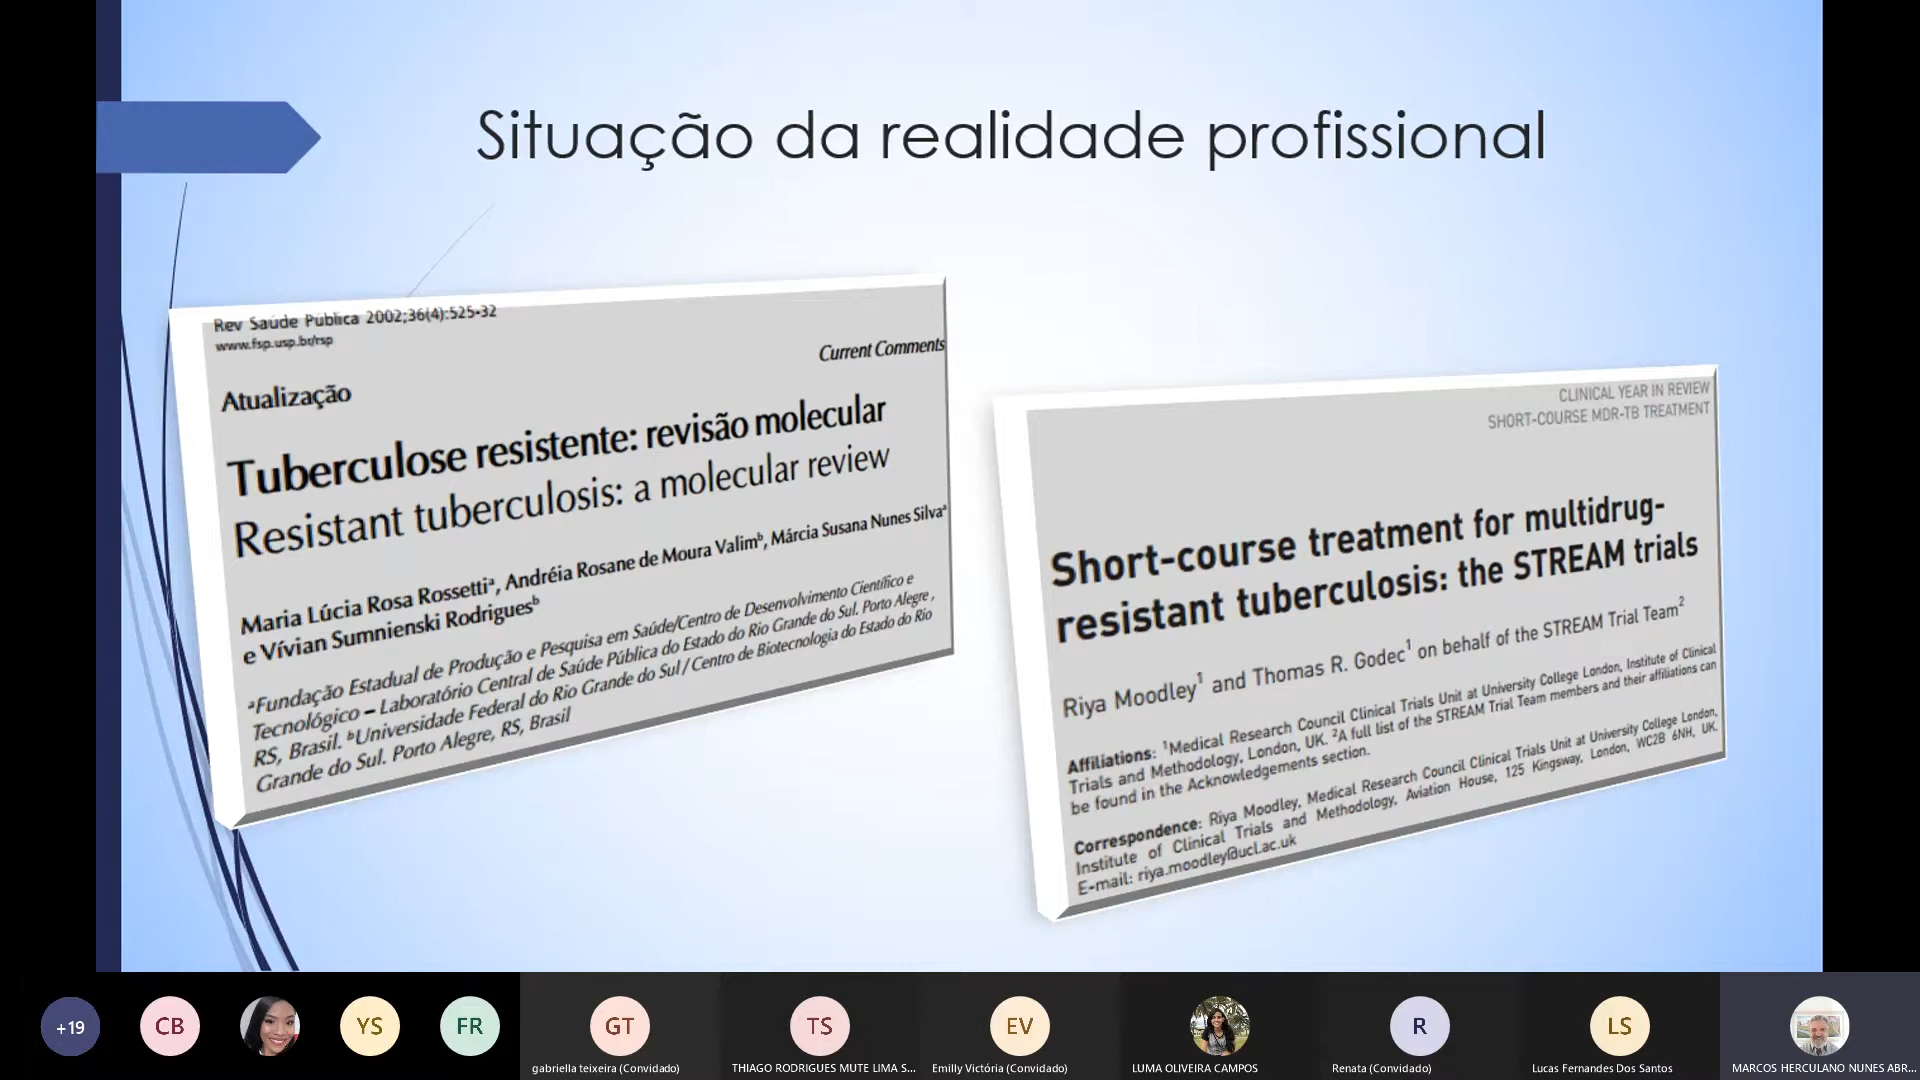 Situação da realidade profissional
Rev Saúde Pública 2002;36(4):525-32
www.fsp.usp.br/rsp
Current Comments
Atualização
Tuberculose resistente: revisão molecular
Resistant tuberculosis: a molecular review
Maria Lúcia Rosa Rossettiᵃ, Andréia Rosane de Moura Valimᵇ, Márcia Susana Nunes Silvaᵃ
e Vívian Sumnienski Rodriguesᵇ
ᵃFundação Estadual de Produção e Pesquisa em Saúde/Centro de Desenvolvimento Científico e
Tecnológico – Laboratório Central de Saúde Pública do Estado do Rio Grande do Sul. Porto Alegre,
RS, Brasil. ᵇUniversidade Federal do Rio Grande do Sul / Centro de Biotecnologia do Estado do Rio
Grande do Sul. Porto Alegre, RS, Brasil
CLINICAL YEAR IN REVIEW
SHORT-COURSE MDR-TB TREATMENT
Short-course treatment for multidrug-
resistant tuberculosis: the STREAM trials
Riya Moodley¹ and Thomas R. Godec¹ on behalf of the STREAM Trial Team²
Affiliations: ¹Medical Research Council Clinical Trials Unit at University College London, Institute of Clinical
Trials and Methodology, London, UK. ²A full list of the STREAM Trial Team members and their affiliations can
be found in the Acknowledgements section.
Correspondence: Riya Moodley, Medical Research Council Clinical Trials Unit at University College London,
Institute of Clinical Trials and Methodology, Aviation House, 125 Kingsway, London, WC2B 6NH, UK.
E-mail: riya.moodley@ucl.ac.uk
+19
CB
YS
FR
GT
TS
EV
R
LS
gabriella teixeira (Convidado)
THIAGO RODRIGUES MUTE LIMA S...
Emilly Victória (Convidado)
LUMA OLIVEIRA CAMPOS
Renata (Convidado)
Lucas Fernandes Dos Santos
MARCOS HERCULANO NUNES ABR...